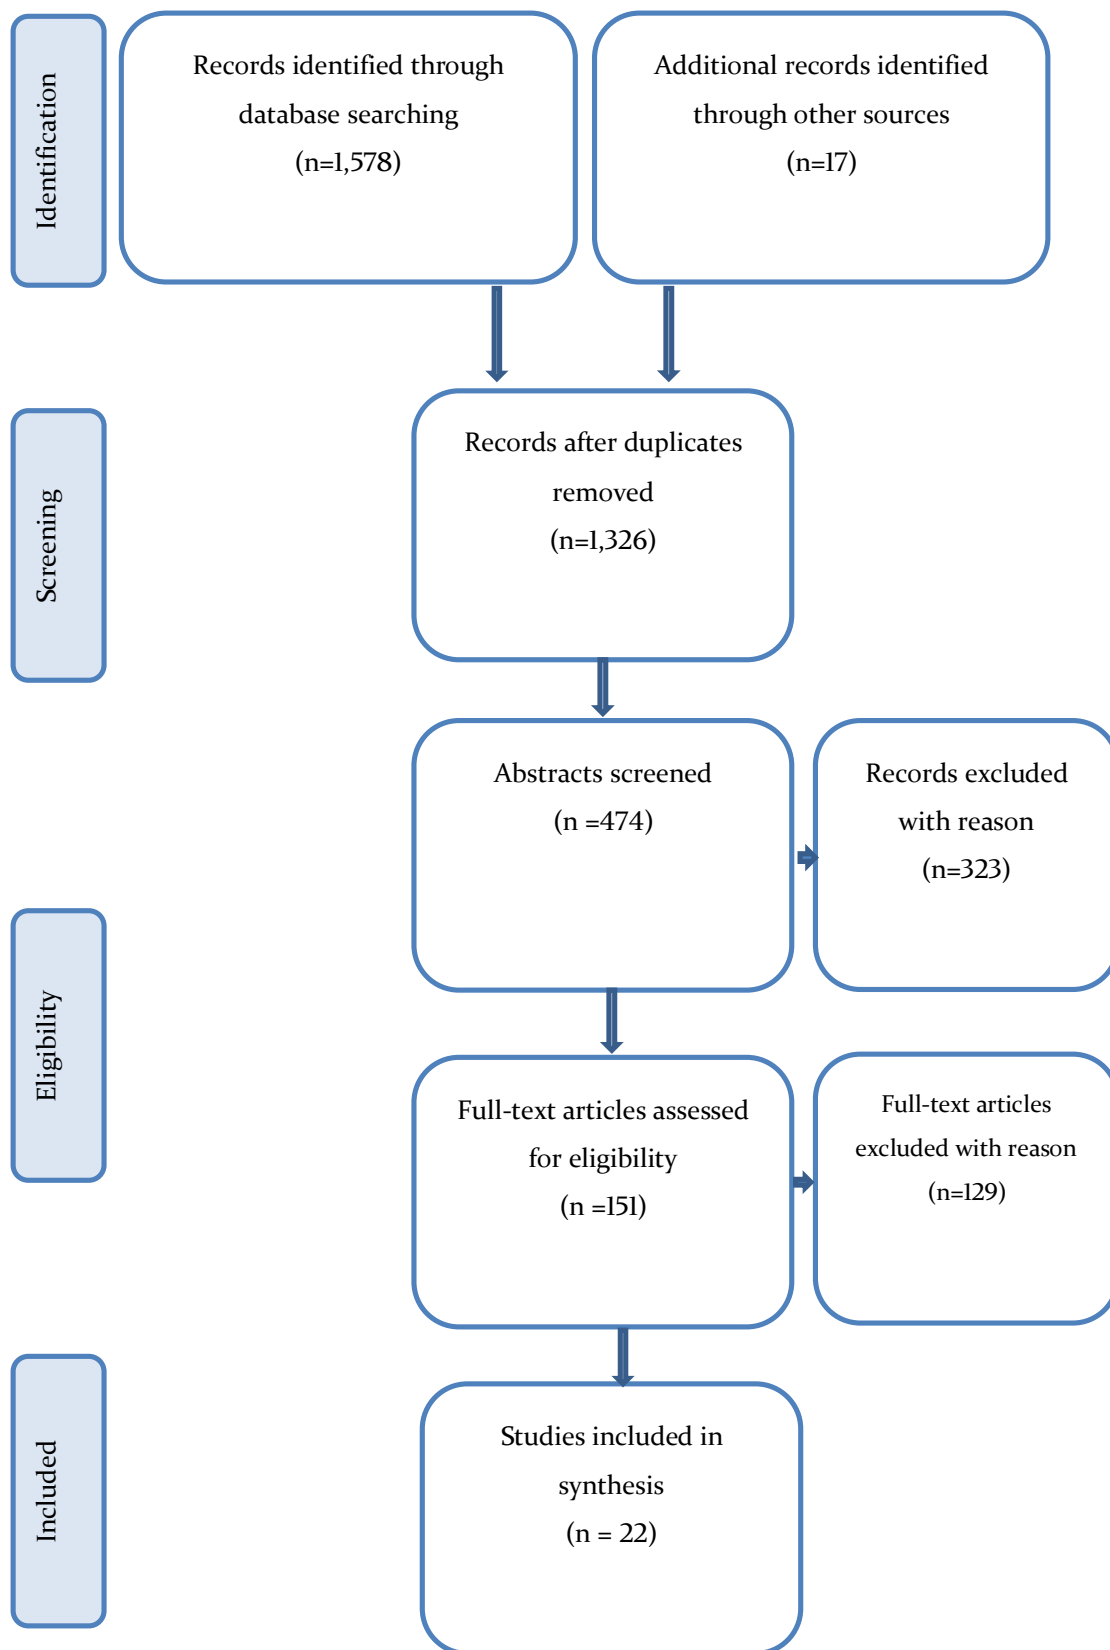 Identification
Records identified through
database searching
(n=1,578)
Additional records identified
through other sources
(n=17)
Screening
Records after duplicates
removed
(n=1,326)
Abstracts screened
(n =474)
Records excluded
with reason
(n=323)
Eligibility
Full-text articles assessed
for eligibility
(n =151)
Full-text articles
excluded with reason
(n=129)
Included
Studies included in
synthesis
(n = 22)